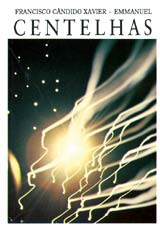 FRANCISCO CÂNDIDO XAVIER - EMMANUEL
CENTELHAS